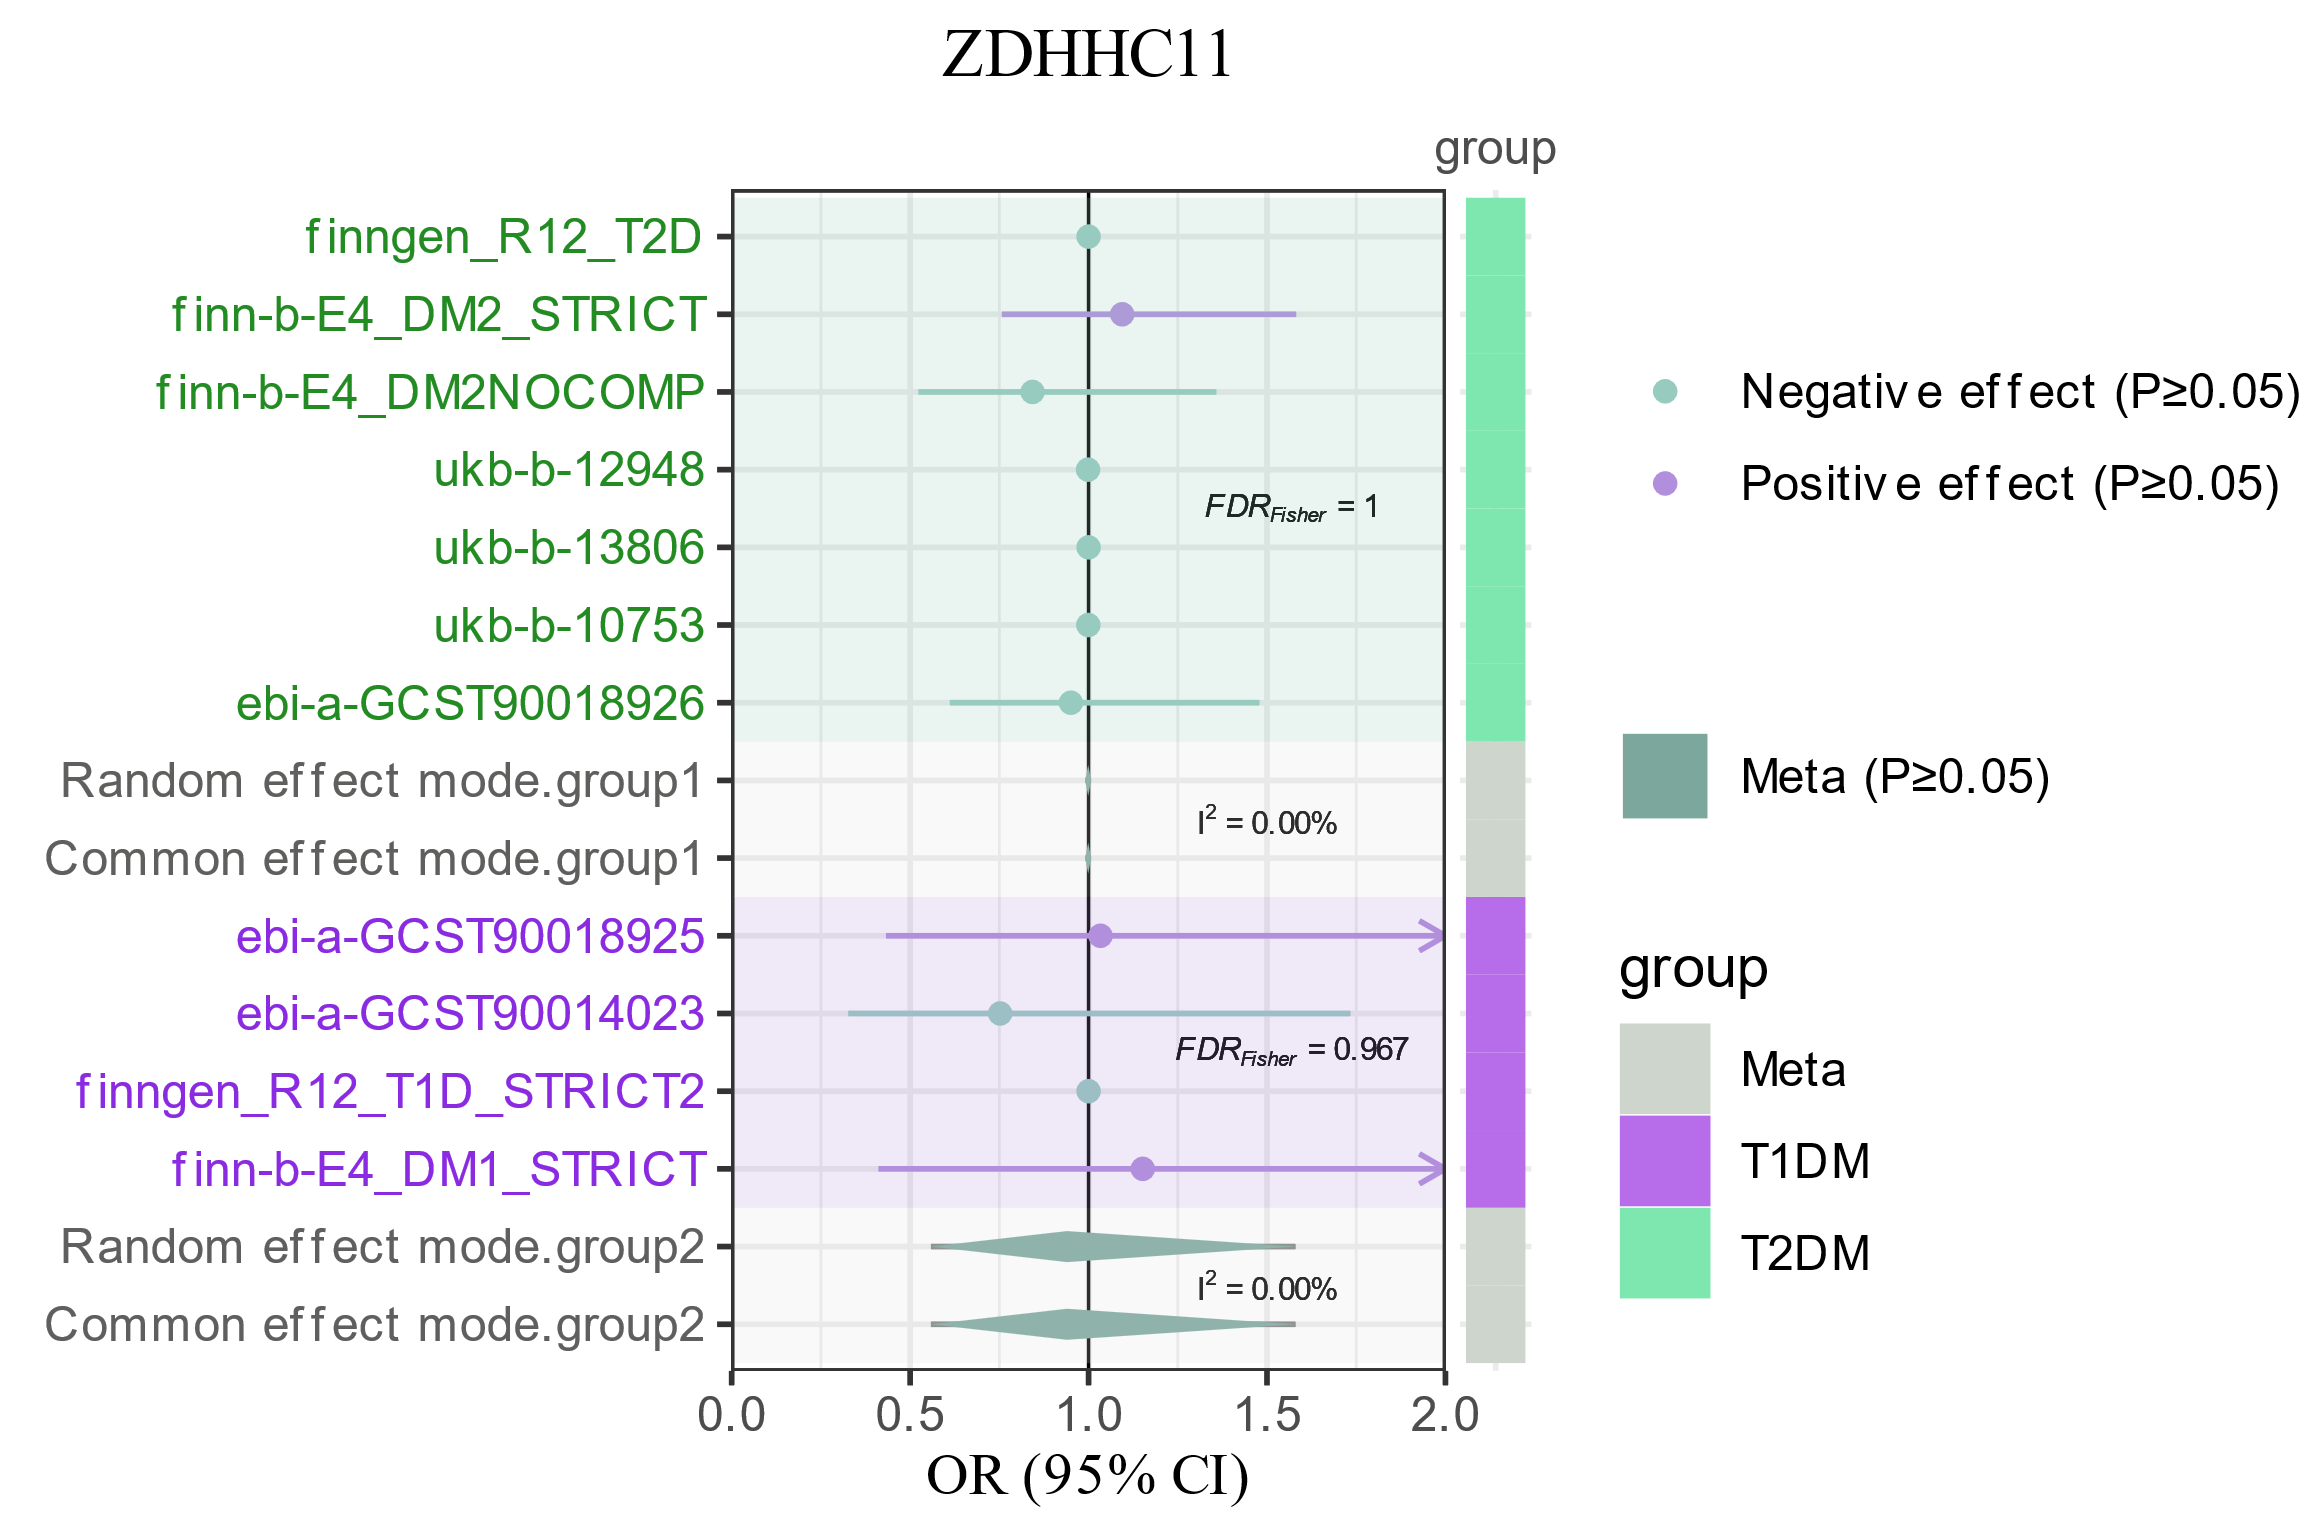 ZDHHC11
group
finngen_R12_T2D
finn-b-E4_DM2_STRICT
finn-b-E4_DM2NOCOMP
ukb-b-12948
FDR_Fisher = 1
ukb-b-13806
ukb-b-10753
ebi-a-GCST90018926
Random effect mode.group1
I² = 0.00%
Common effect mode.group1
ebi-a-GCST90018925
ebi-a-GCST90014023
FDR_Fisher = 0.967
finngen_R12_T1D_STRICT2
finn-b-E4_DM1_STRICT
Random effect mode.group2
I² = 0.00%
Common effect mode.group2
0.0 0.5 1.0 1.5 2.0
OR (95% CI)
Negative effect (P≥0.05)
Positive effect (P≥0.05)
Meta (P≥0.05)
group
Meta
T1DM
T2DM